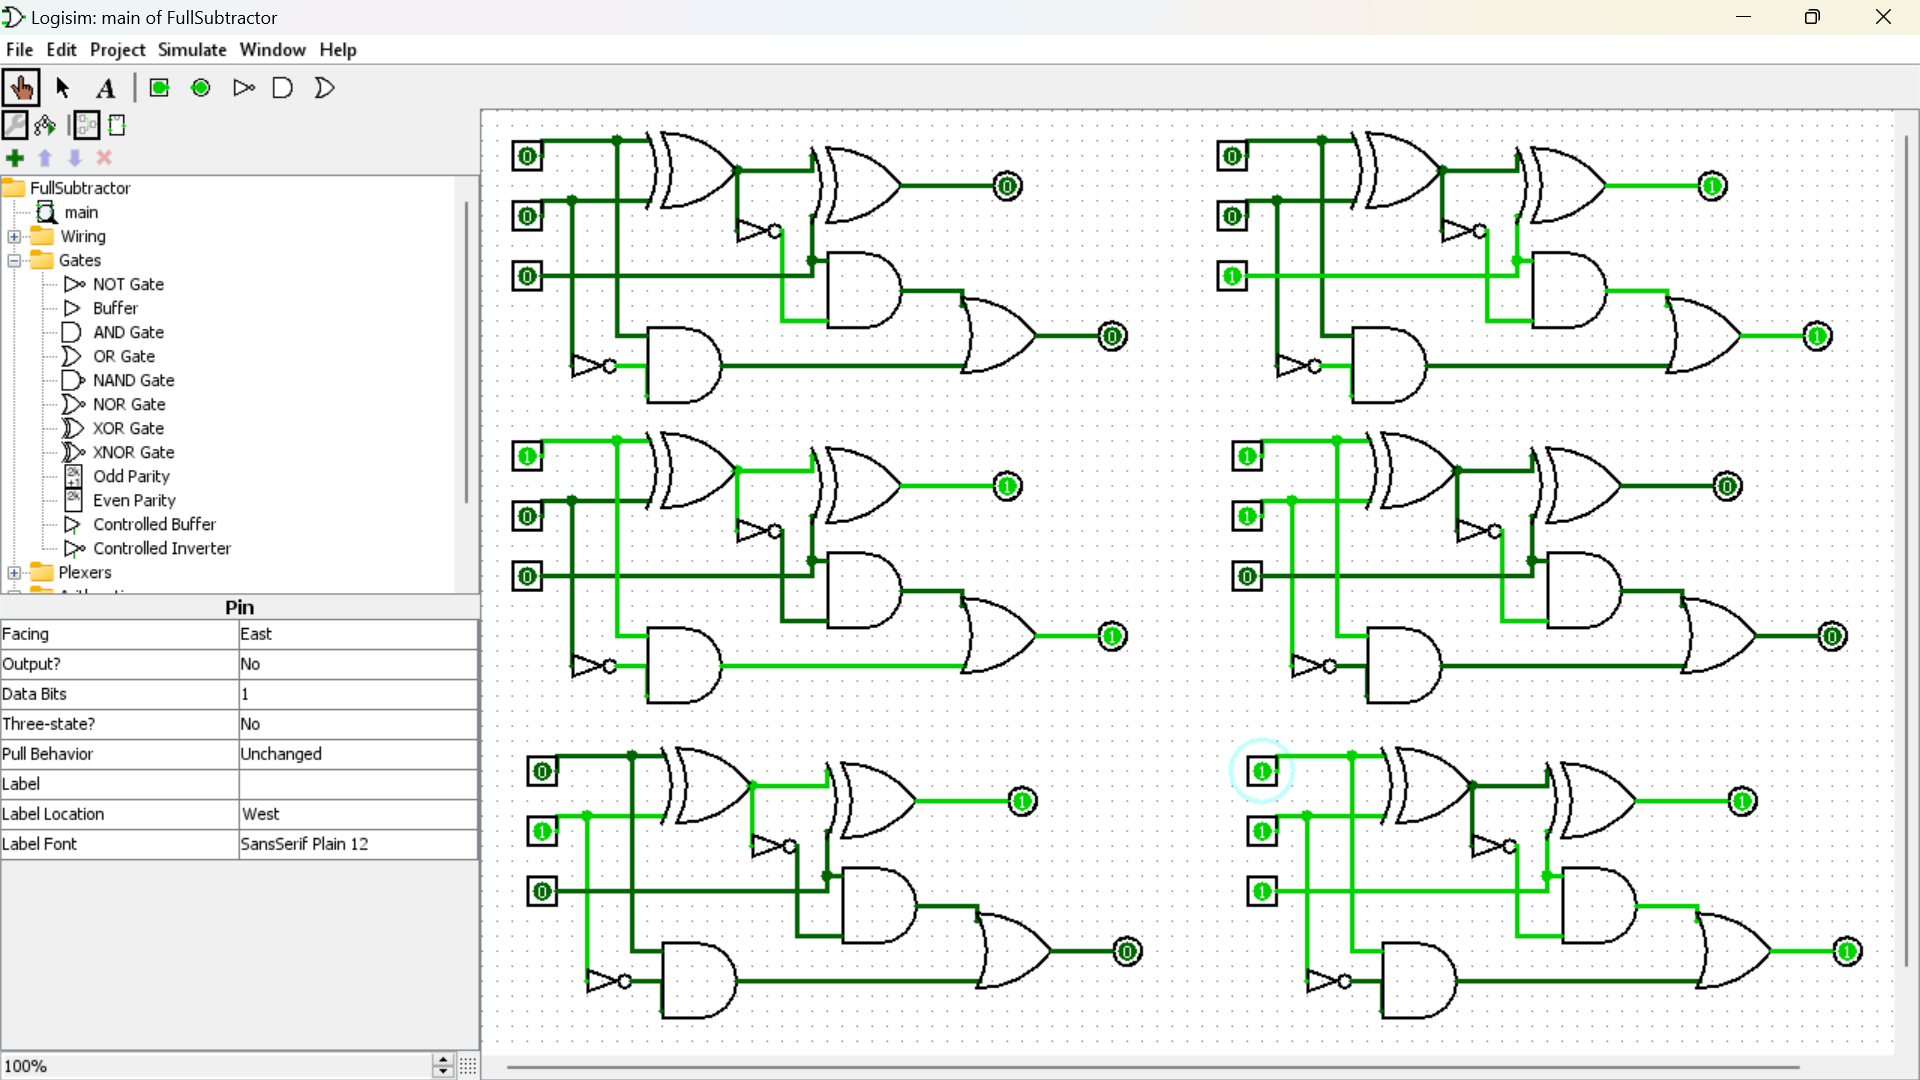 Logisim: main of FullSubtractor
File Edit Project Simulate Window Help
A
FullSubtractor
main
Wiring
Gates
NOT Gate
Buffer
AND Gate
OR Gate
NAND Gate
NOR Gate
XOR Gate
XNOR Gate
2k+1 Odd Parity
2k Even Parity
Controlled Buffer
Controlled Inverter
Plexers
Pin
Facing East
Output? No
Data Bits 1
Three-state? No
Pull Behavior Unchanged
Label
Label Location West
Label Font SansSerif Plain 12
100%
0 0
0 1
0 0
0 1
0 1
1 1
1 0
0 1
0 0
1 0
0 1
1 1
1 1
0 1
0 1